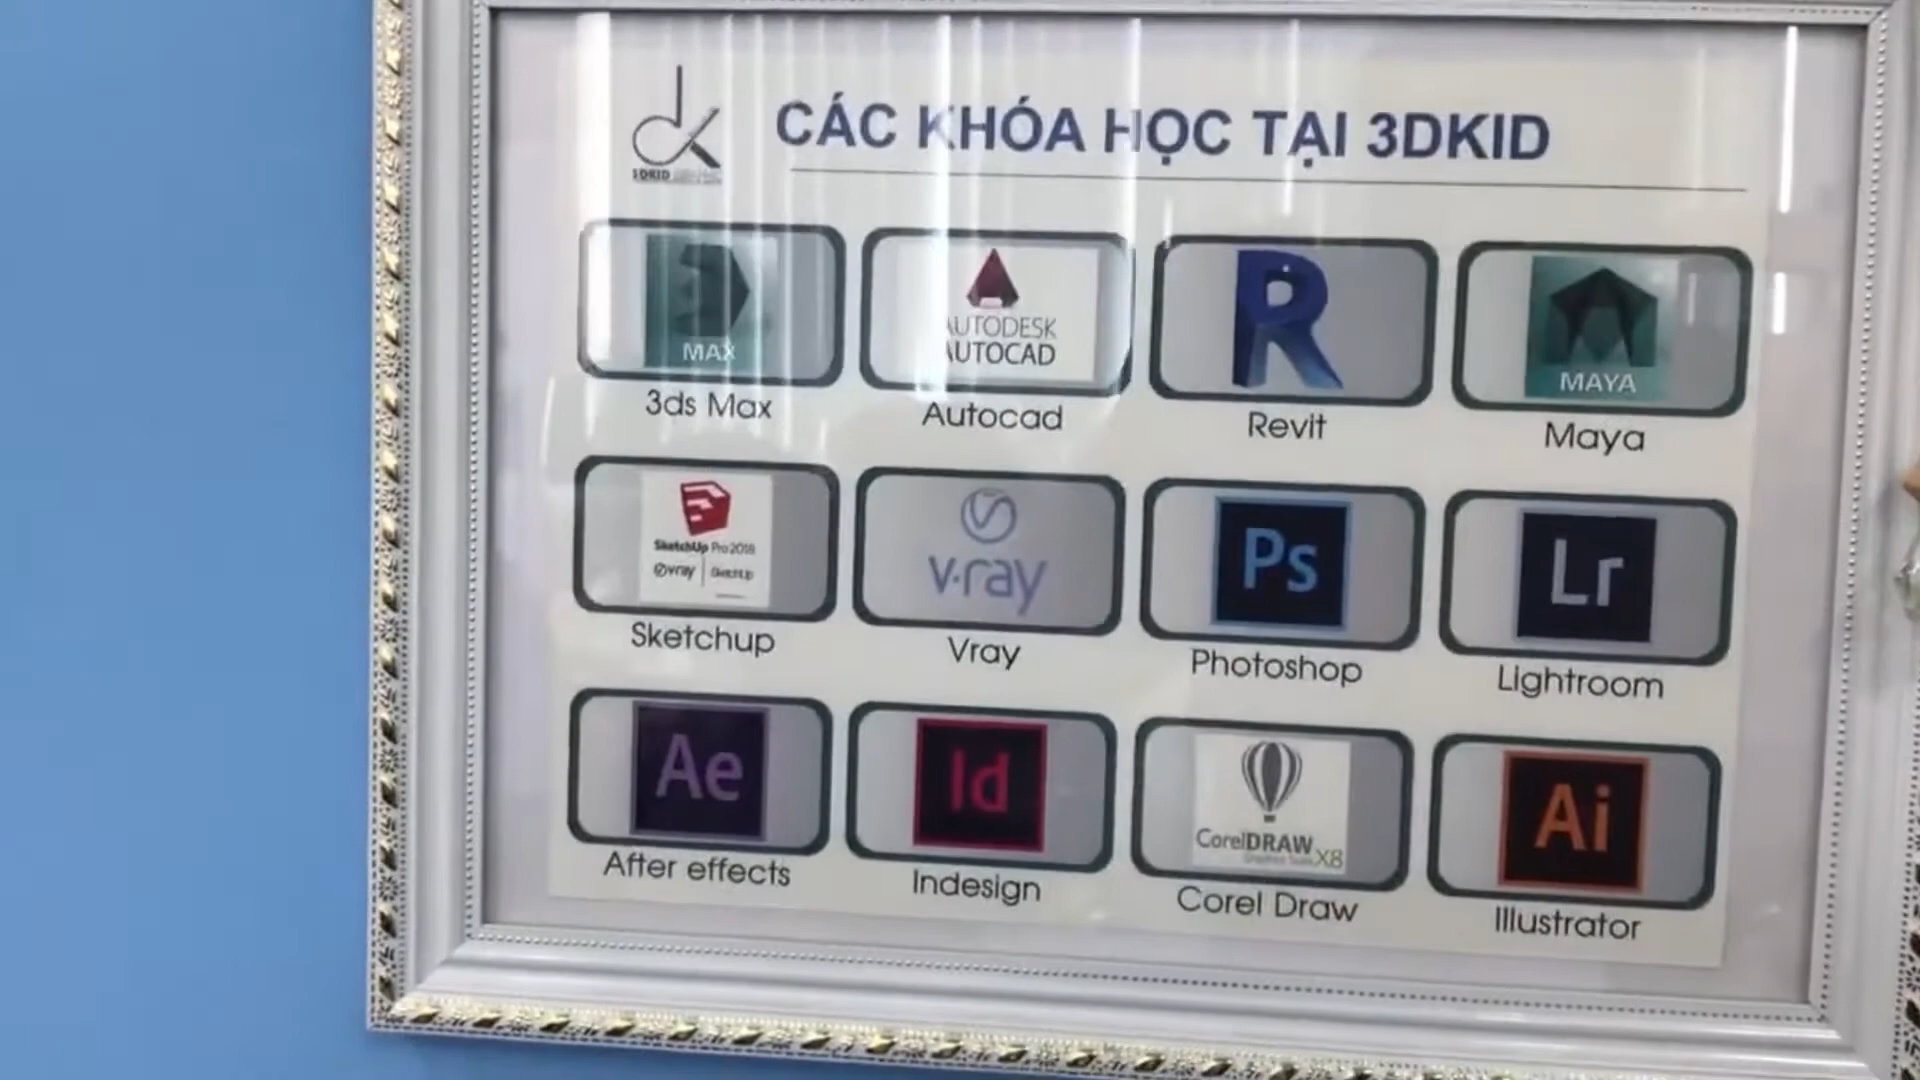 3DKID
CÁC KHÓA HỌC TẠI 3DKID
MAX
AUTODESK
AUTOCAD
R
MAYA
3ds Max
Autocad
Revit
Maya
SketchUp Pro 2018
vray SketchUp
v·ray
Ps
Lr
Sketchup
Vray
Photoshop
Lightroom
Ae
Id
CorelDRAW
X8
Ai
After effects
Indesign
Corel Draw
Illustrator